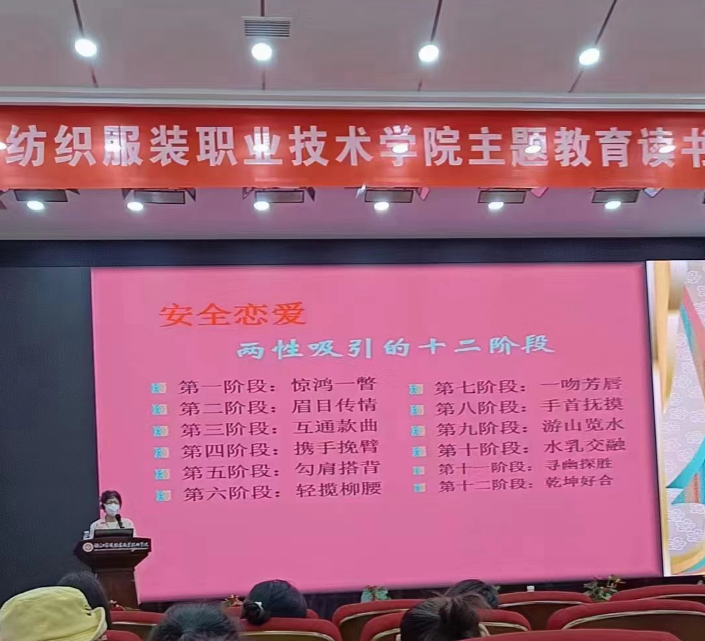 纺织服装职业技术学院主题教育读书
安全恋爱
两性吸引的十二阶段
第一阶段：惊鸿一瞥
第二阶段：眉目传情
第三阶段：互通款曲
第四阶段：携手挽臂
第五阶段：勾肩搭背
第六阶段：轻揽柳腰
第七阶段：一吻芳唇
第八阶段：手首抚摸
第九阶段：游山览水
第十阶段：水乳交融
第十一阶段：寻幽探胜
第十二阶段：乾坤好合